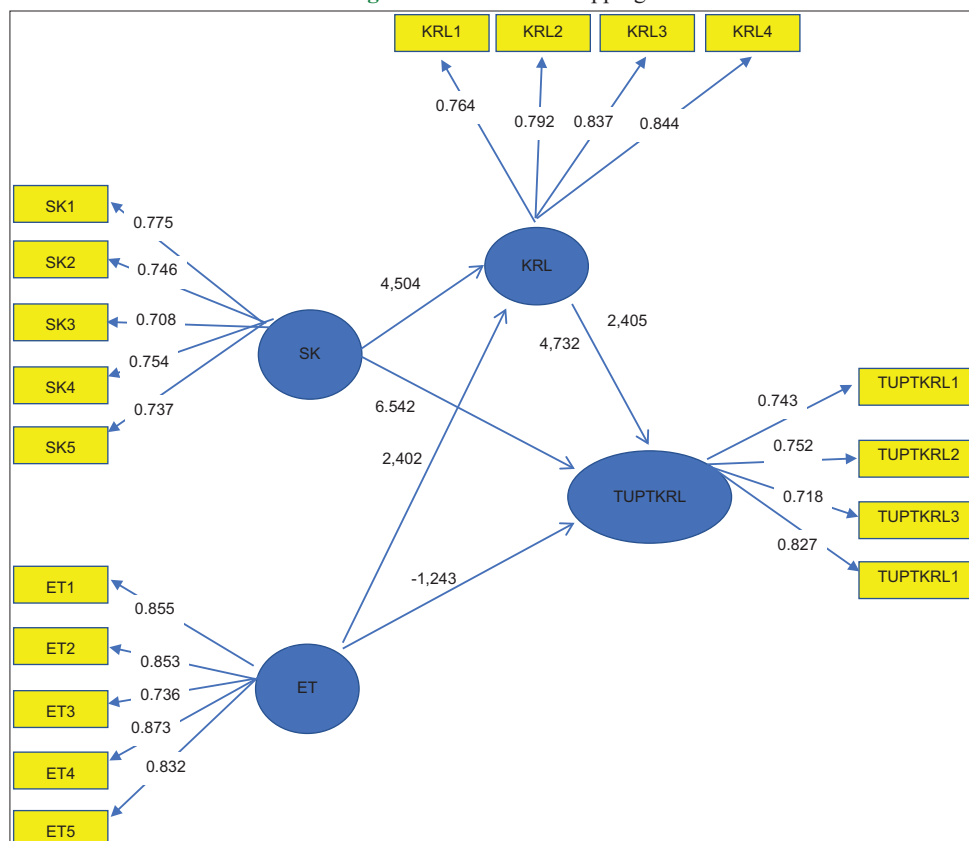 pping
KRL1 KRL2 KRL3 KRL4
0.764 0.792 0.837 0.844
SK1
SK2
SK3
SK4
SK5
0.775
0.746
0.708
0.754
0.737
SK
KRL
4,504
2,405
4,732
6.542
2,402
-1,243
TUPTKRL
0.743
0.752
0.718
0.827
TUPTKRL1
TUPTKRL2
TUPTKRL3
TUPTKRL1
ET1
ET2
ET3
ET4
ET5
0.855
0.853
0.736
0.873
0.832
ET